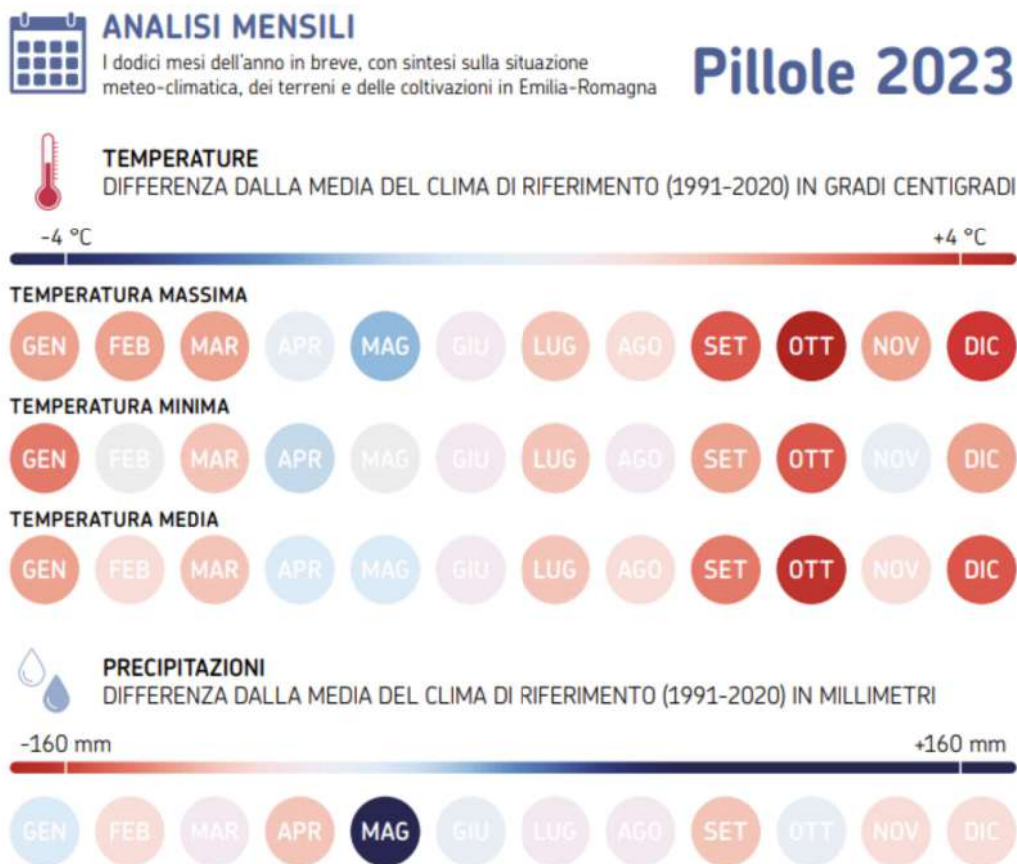 ANALISI MENSILI
I dodici mesi dell'anno in breve, con sintesi sulla situazione
meteo-climatica, dei terreni e delle coltivazioni in Emilia-Romagna
Pillole 2023
TEMPERATURE
DIFFERENZA DALLA MEDIA DEL CLIMA DI RIFERIMENTO (1991-2020) IN GRADI CENTIGRADI
-4 °C +4 °C
TEMPERATURA MASSIMA
GEN FEB MAR APR MAG GIU LUG AGO SET OTT NOV DIC
TEMPERATURA MINIMA
GEN FEB MAR APR MAG GIU LUG AGO SET OTT NOV DIC
TEMPERATURA MEDIA
GEN FEB MAR APR MAG GIU LUG AGO SET OTT NOV DIC
PRECIPITAZIONI
DIFFERENZA DALLA MEDIA DEL CLIMA DI RIFERIMENTO (1991-2020) IN MILLIMETRI
-160 mm +160 mm
GEN FEB MAR APR MAG GIU LUG AGO SET OTT NOV DIC